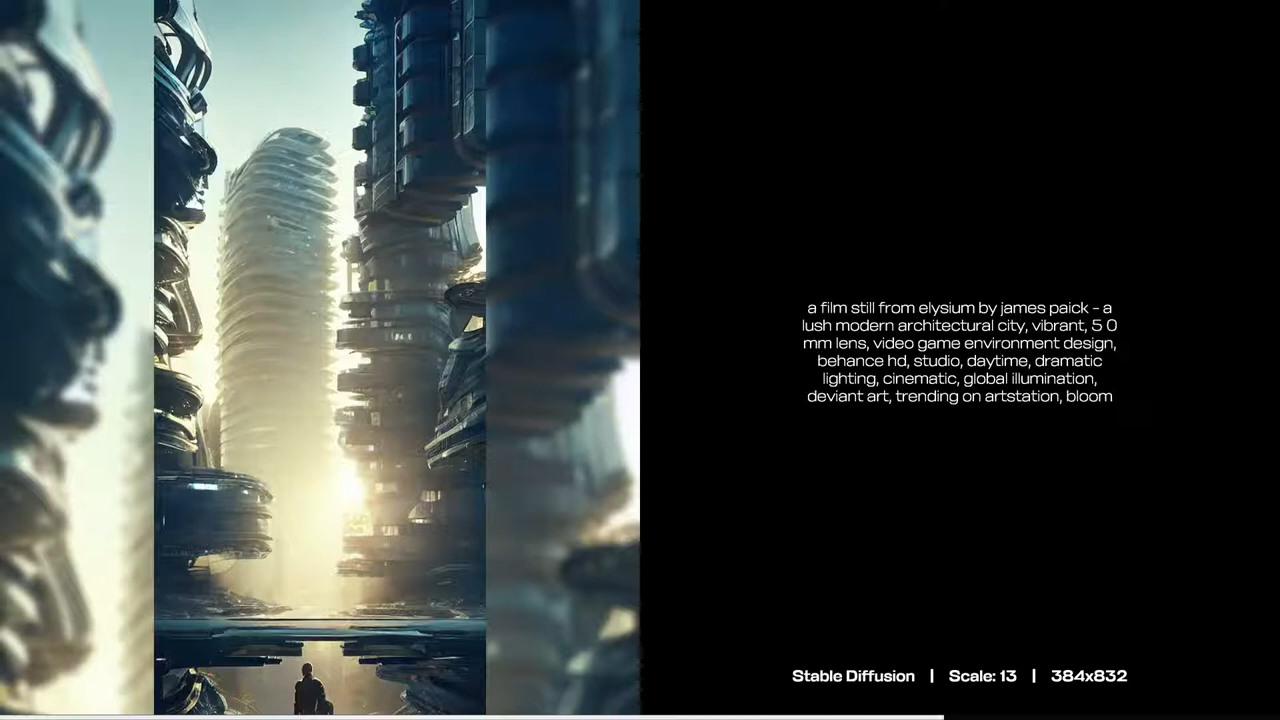 a film still from elysium by james paick - a
lush modern architectural city, vibrant, 5 0
mm lens, video game environment design,
behance hd, studio, daytime, dramatic
lighting, cinematic, global illumination,
deviant art, trending on artstation, bloom
Stable Diffusion | Scale: 13 | 384x832